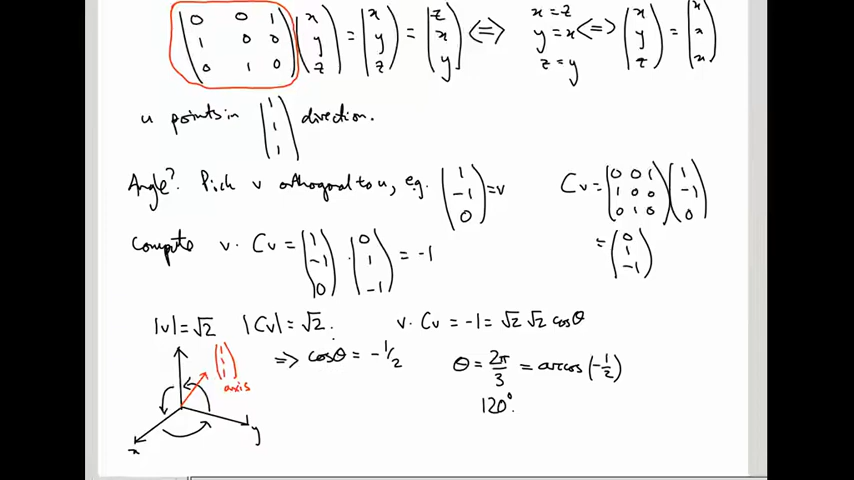 (0 0 1; 1 0 0; 0 1 0) (x; y; z) = (x; y; z) = (z; x; y) ⇔ x = z, y = x, z = y ⇔ (x; y; z) = (x; x; x)
u points in (1; 1; 1) direction.
Angle? Pick v orthogonal to u, e.g. (1; -1; 0) = v
Cv = (0 0 1; 1 0 0; 0 1 0) (1; -1; 0)
= (0; 1; -1)
Compute v · Cv = (1; -1; 0) · (0; 1; -1) = -1
|v| = √2 |Cv| = √2. v · Cv = -1 = √2 √2 cosθ
⇒ cosθ = -1/2 θ = 2π/3 = arccos(-1/2)
120°.
(1; 1; 1)
axis
x
y